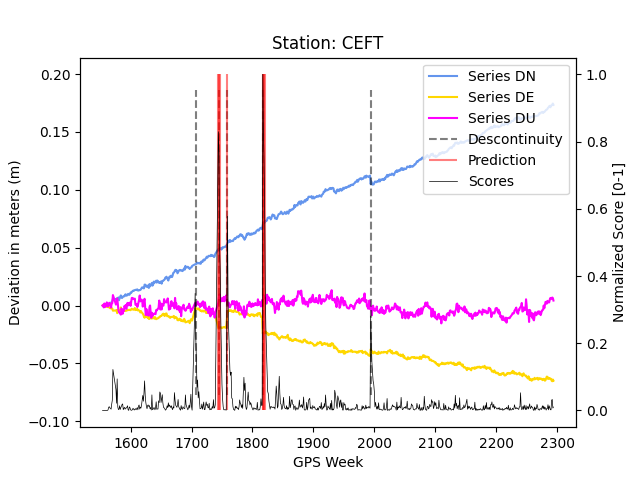 Station: CEFT
0.20
0.15
0.10
0.05
0.00
−0.05
−0.10
Deviation in meters (m)
1600 1700 1800 1900 2000 2100 2200 2300
GPS Week
1.0
0.8
0.6
0.4
0.2
0.0
Normalized Score [0-1]
Series DN
Series DE
Series DU
Descontinuity
Prediction
Scores